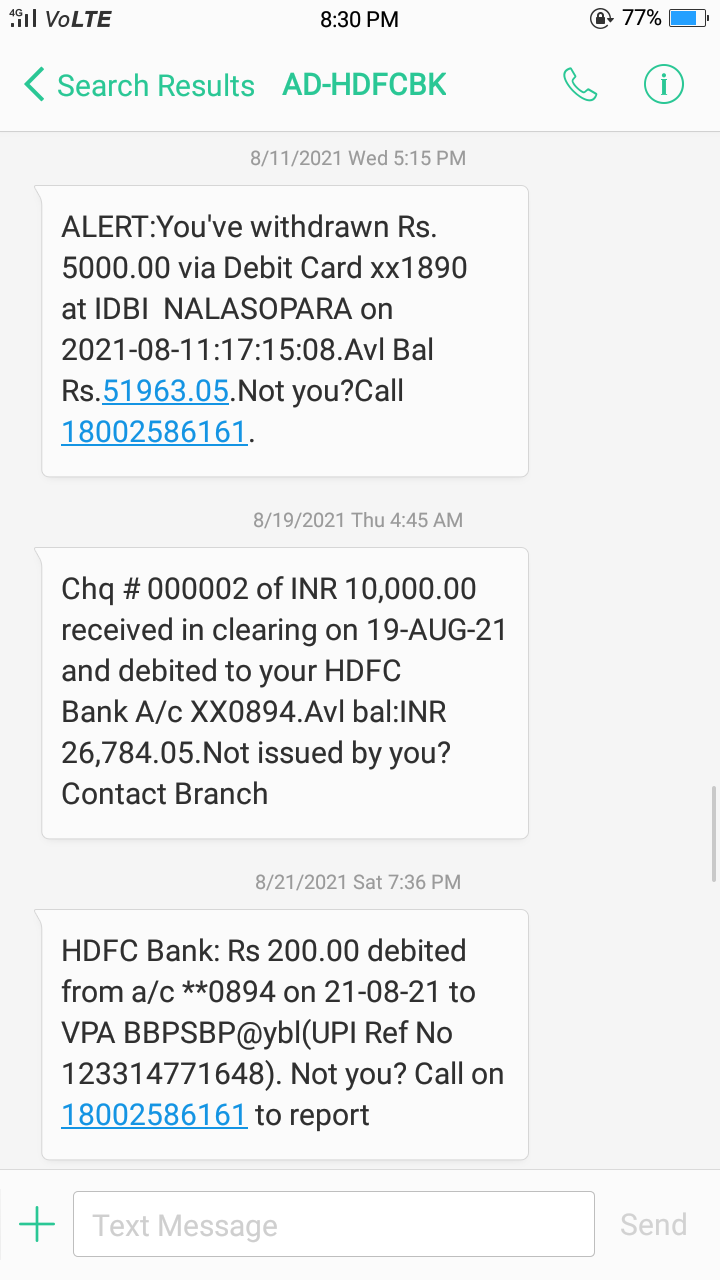 4G VoLTE 8:30 PM 77%
Search Results AD-HDFCBK
8/11/2021 Wed 5:15 PM
ALERT:You've withdrawn Rs.
5000.00 via Debit Card xx1890
at IDBI  NALASOPARA on
2021-08-11:17:15:08.Avl Bal
Rs.51963.05.Not you?Call
18002586161.
8/19/2021 Thu 4:45 AM
Chq # 000002 of INR 10,000.00
received in clearing on 19-AUG-21
and debited to your HDFC
Bank A/c XX0894.Avl bal:INR
26,784.05.Not issued by you?
Contact Branch
8/21/2021 Sat 7:36 PM
HDFC Bank: Rs 200.00 debited
from a/c **0894 on 21-08-21 to
VPA BBPSBP@ybl(UPI Ref No
123314771648). Not you? Call on
18002586161 to report
Text Message Send